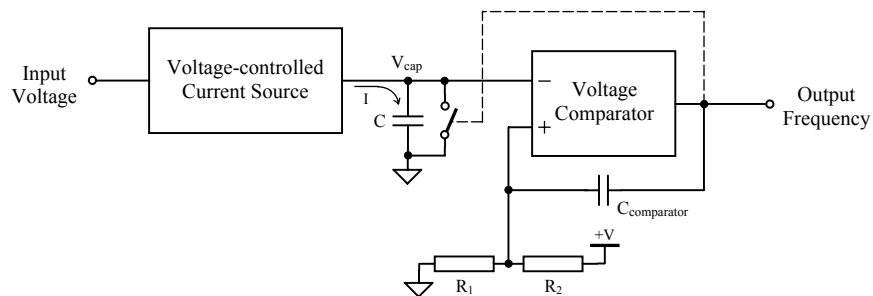 Input
Voltage
Voltage-controlled
Current Source
I
V_cap
C
−
+
Voltage
Comparator
Output
Frequency
C_comparator
+V
R_1
R_2